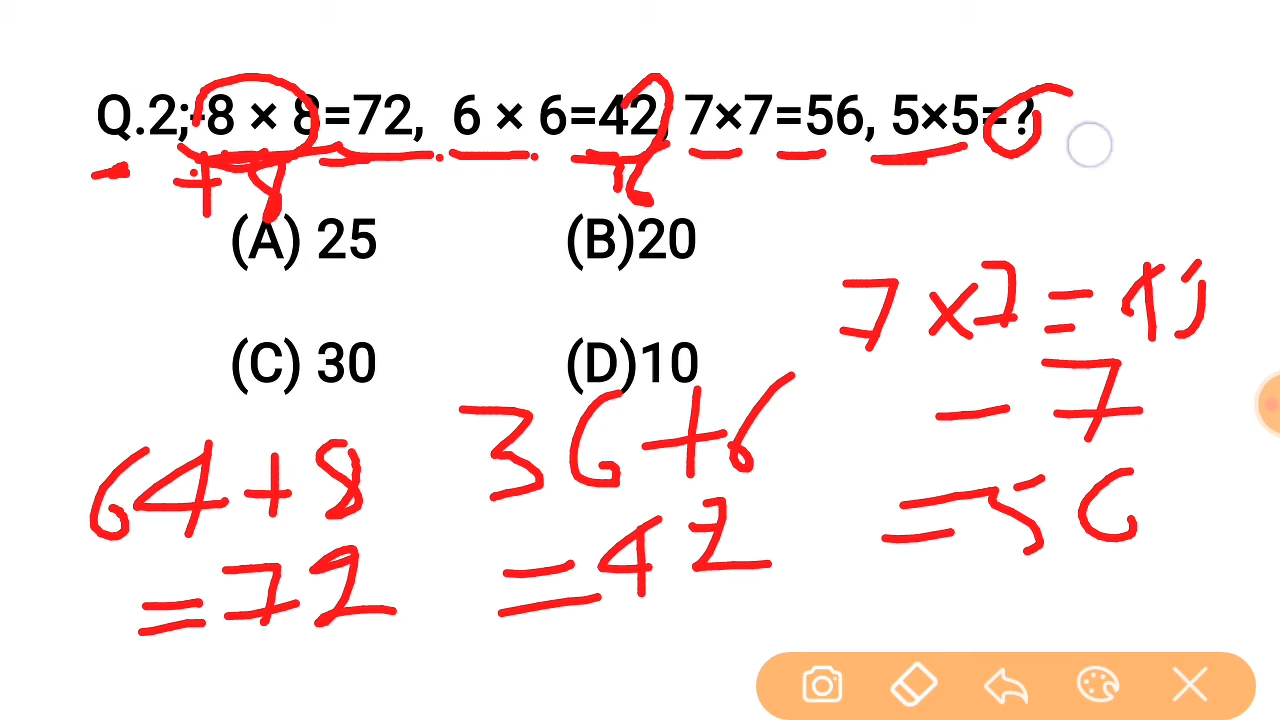 Q.2;-8 × 8=72, 6 × 6=42, 7×7=56, 5×5=?
+8
+6
(A) 25 (B)20
(C) 30 (D)10
7 × 7 =
- 7
= 56
36+6
= 42
64+8
= 72